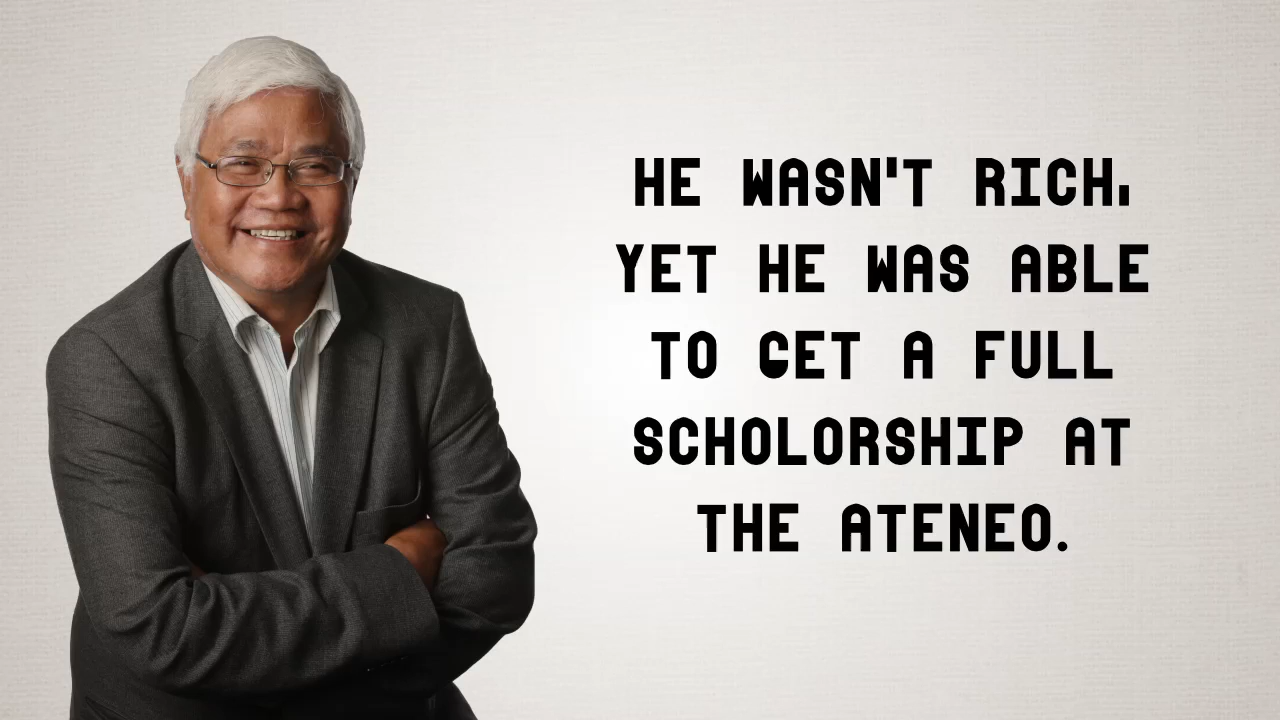 HE WASN'T RICH.
YET HE WAS ABLE
TO GET A FULL
SCHOLORSHIP AT
THE ATENEO.